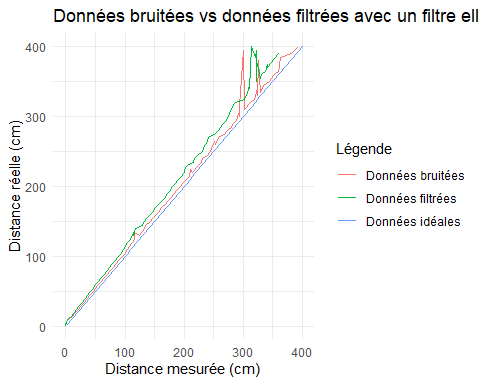 Données bruitées vs données filtrées avec un filtre ell
400
300
200
100
0
Distance réelle (cm)
0 100 200 300 400
Distance mesurée (cm)
Légende
Données bruitées
Données filtrées
Données idéales